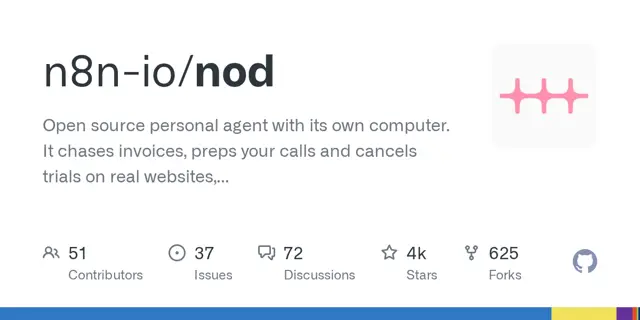 n8n-io/nod
Open source personal agent with its own computer.
It chases invoices, preps your calls and cancels
trials on real websites,...
51
Contributors
37
Issues
72
Discussions
4k
Stars
625
Forks